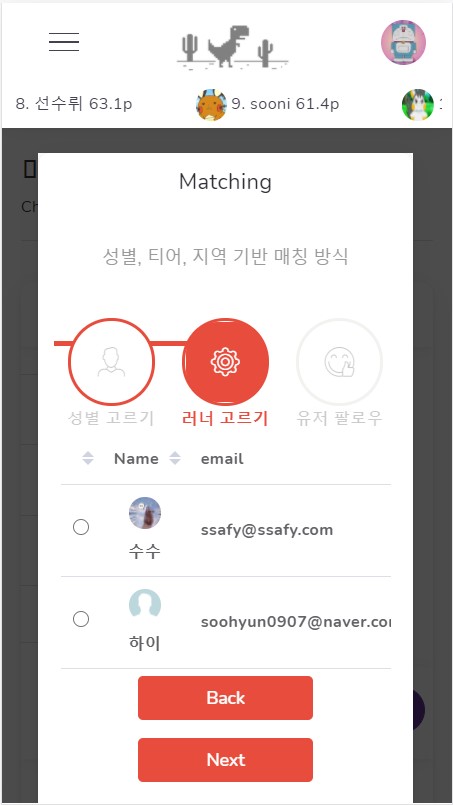 8. 선수뤼 63.1p 9. sooni 61.4p
Ch
Matching
성별, 티어, 지역 기반 매칭 방식
성별 고르기 러너 고르기 유저 팔로우
Name email
ssafy@ssafy.com
수수
soohyun0907@naver.co
하이
Back
Next